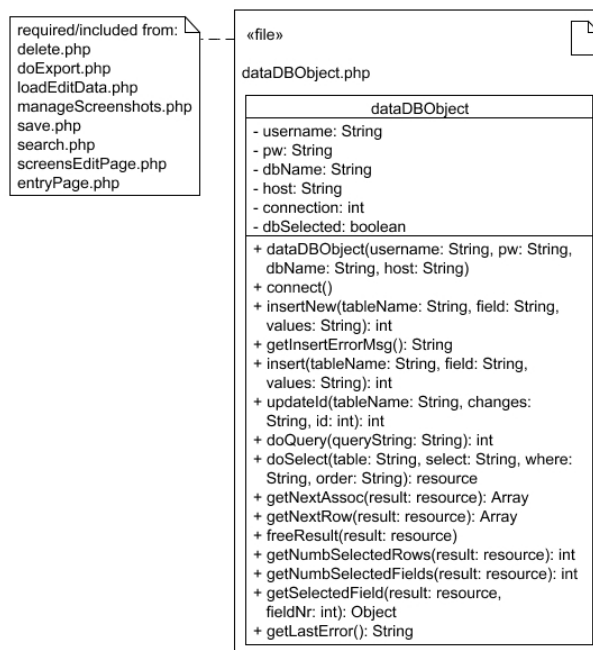 required/included from:
delete.php
doExport.php
loadEditData.php
manageScreenshots.php
save.php
search.php
screensEditPage.php
entryPage.php
«file»
dataDBObject.php
dataDBObject
- username: String
- pw: String
- dbName: String
- host: String
- connection: int
- dbSelected: boolean
+ dataDBObject(username: String, pw: String,
dbName: String, host: String)
+ connect()
+ insertNew(tableName: String, field: String,
values: String): int
+ getInsertErrorMsg(): String
+ insert(tableName: String, field: String,
values: String): int
+ updateId(tableName: String, changes:
String, id: int): int
+ doQuery(queryString: String): int
+ doSelect(table: String, select: String, where:
String, order: String): resource
+ getNextAssoc(result: resource): Array
+ getNextRow(result: resource): Array
+ freeResult(result: resource)
+ getNumbSelectedRows(result: resource): int
+ getNumbSelectedFields(result: resource): int
+ getSelectedField(result: resource,
fieldNr: int): Object
+ getLastError(): String